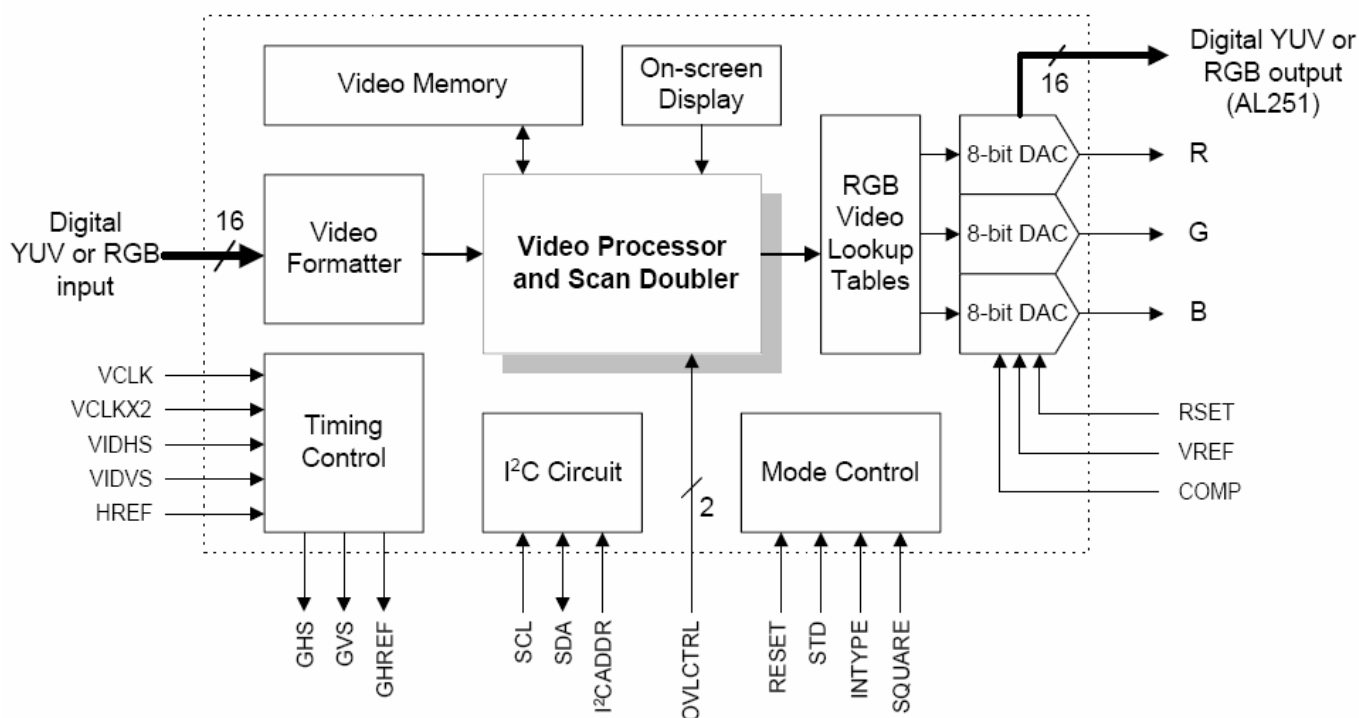 Video Memory
On-screen
Display
16
Digital YUV or
RGB output
(AL251)
Digital
YUV or RGB
input
16
Video
Formatter
Video Processor
and Scan Doubler
RGB
Video
Lookup
Tables
8-bit DAC
8-bit DAC
8-bit DAC
R
G
B
VCLK
VCLKX2
VIDHS
VIDVS
HREF
Timing
Control
I²C Circuit
2
Mode Control
RSET
VREF
COMP
GHS
GVS
GHREF
SCL
SDA
I²CADDR
OVLCTRL
RESET
STD
INTYPE
SQUARE